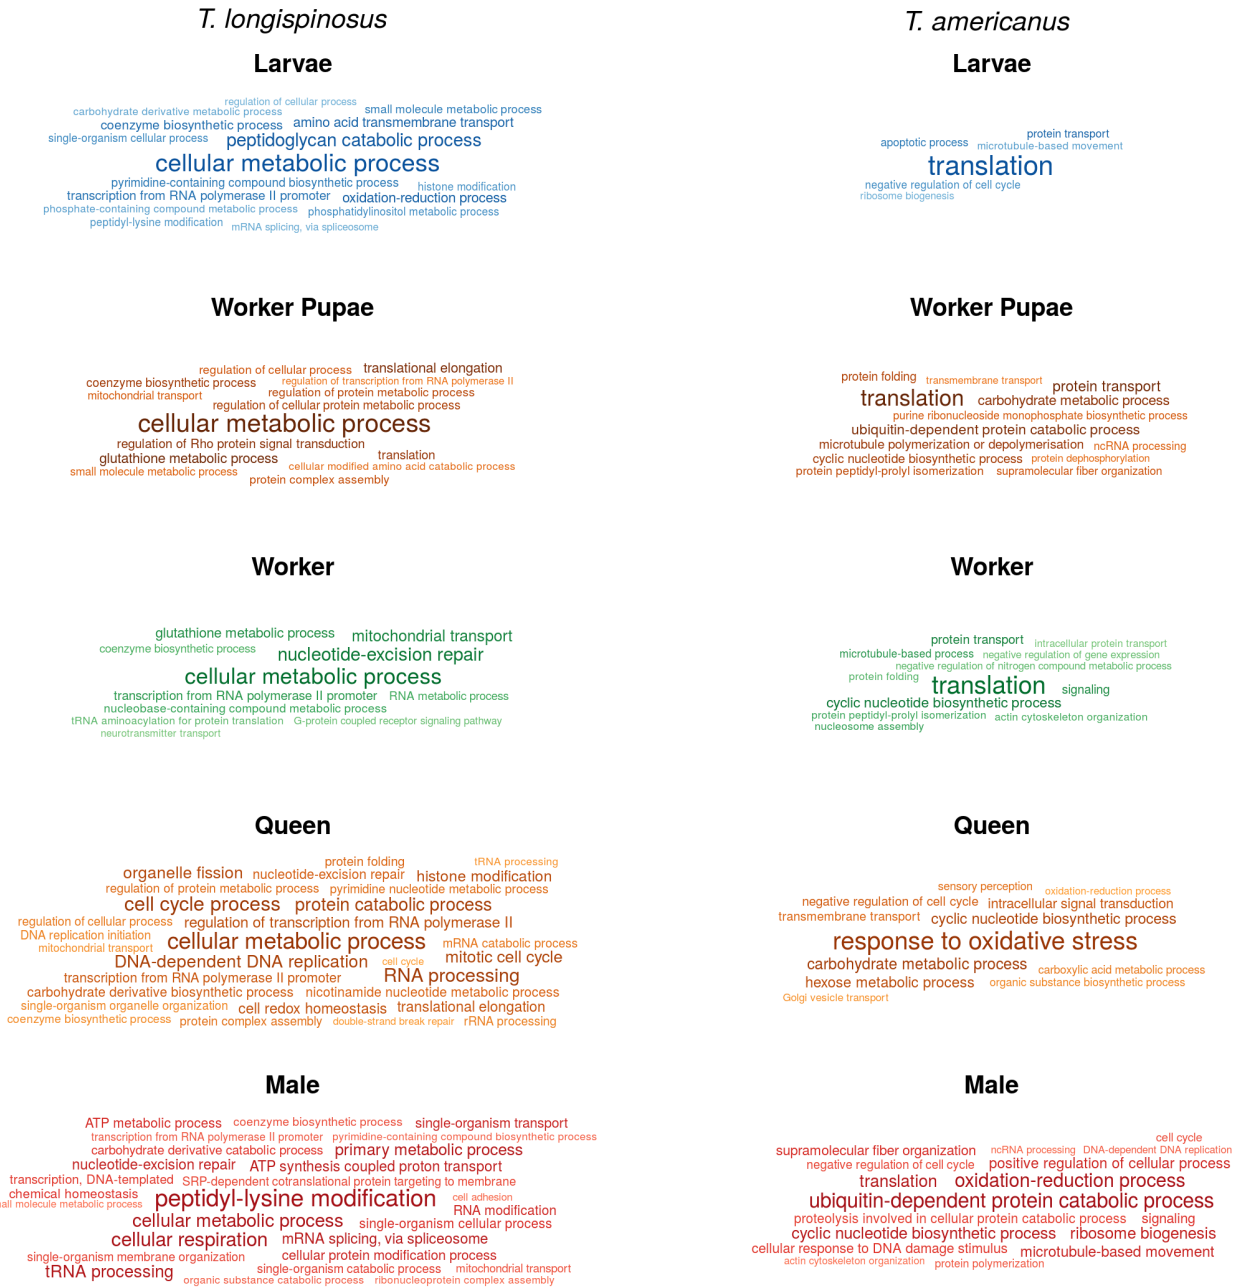 T. longispinosus
T. americanus
Larvae
regulation of cellular process
carbohydrate derivative metabolic process
small molecule metabolic process
coenzyme biosynthetic process
amino acid transmembrane transport
single-organism cellular process
peptidoglycan catabolic process
cellular metabolic process
pyrimidine-containing compound biosynthetic process
histone modification
transcription from RNA polymerase II promoter
oxidation-reduction process
phosphate-containing compound metabolic process
phosphatidylinositol metabolic process
peptidyl-lysine modification
mRNA splicing, via spliceosome
Larvae
protein transport
apoptotic process
microtubule-based movement
translation
negative regulation of cell cycle
ribosome biogenesis
Worker Pupae
regulation of cellular process
translational elongation
coenzyme biosynthetic process
regulation of transcription from RNA polymerase II
mitochondrial transport
regulation of protein metabolic process
regulation of cellular protein metabolic process
cellular metabolic process
regulation of Rho protein signal transduction
glutathione metabolic process
translation
small molecule metabolic process
cellular modified amino acid catabolic process
protein complex assembly
Worker Pupae
protein folding
transmembrane transport
protein transport
translation
carbohydrate metabolic process
purine ribonucleoside monophosphate biosynthetic process
ubiquitin-dependent protein catabolic process
microtubule polymerization or depolymerisation
ncRNA processing
cyclic nucleotide biosynthetic process
protein dephosphorylation
protein peptidyl-prolyl isomerization
supramolecular fiber organization
Worker
glutathione metabolic process
mitochondrial transport
coenzyme biosynthetic process
nucleotide-excision repair
cellular metabolic process
transcription from RNA polymerase II promoter
RNA metabolic process
nucleobase-containing compound metabolic process
tRNA aminoacylation for protein translation
G-protein coupled receptor signaling pathway
neurotransmitter transport
Worker
protein transport
intracellular protein transport
microtubule-based process
negative regulation of gene expression
negative regulation of nitrogen compound metabolic process
protein folding
translation
signaling
cyclic nucleotide biosynthetic process
protein peptidyl-prolyl isomerization
actin cytoskeleton organization
nucleosome assembly
Queen
protein folding
tRNA processing
organelle fission
nucleotide-excision repair
histone modification
regulation of protein metabolic process
pyrimidine nucleotide metabolic process
cell cycle process
protein catabolic process
regulation of cellular process
regulation of transcription from RNA polymerase II
DNA replication initiation
cellular metabolic process
mRNA catabolic process
mitochondrial transport
DNA-dependent DNA replication
cell cycle
mitotic cell cycle
transcription from RNA polymerase II promoter
RNA processing
carbohydrate derivative biosynthetic process
nicotinamide nucleotide metabolic process
single-organism organelle organization
cell redox homeostasis
translational elongation
coenzyme biosynthetic process
protein complex assembly
double-strand break repair
rRNA processing
Queen
sensory perception
oxidation-reduction process
negative regulation of cell cycle
intracellular signal transduction
transmembrane transport
cyclic nucleotide biosynthetic process
response to oxidative stress
carbohydrate metabolic process
carboxylic acid metabolic process
hexose metabolic process
organic substance biosynthetic process
Golgi vesicle transport
Male
ATP metabolic process
coenzyme biosynthetic process
single-organism transport
transcription from RNA polymerase II promoter
pyrimidine-containing compound biosynthetic process
carbohydrate derivative catabolic process
primary metabolic process
nucleotide-excision repair
ATP synthesis coupled proton transport
transcription, DNA-templated
SRP-dependent cotranslational protein targeting to membrane
chemical homeostasis
peptidyl-lysine modification
cell adhesion
molecule metabolic process
RNA modification
cellular metabolic process
single-organism cellular process
cellular respiration
mRNA splicing, via spliceosome
single-organism membrane organization
cellular protein modification process
tRNA processing
single-organism catabolic process
mitochondrial transport
organic substance catabolic process
ribonucleoprotein complex assembly
Male
cell cycle
supramolecular fiber organization
ncRNA processing
DNA-dependent DNA replication
negative regulation of cell cycle
positive regulation of cellular process
translation
oxidation-reduction process
ubiquitin-dependent protein catabolic process
proteolysis involved in cellular protein catabolic process
signaling
cyclic nucleotide biosynthetic process
ribosome biogenesis
cellular response to DNA damage stimulus
microtubule-based movement
actin cytoskeleton organization
protein polymerization